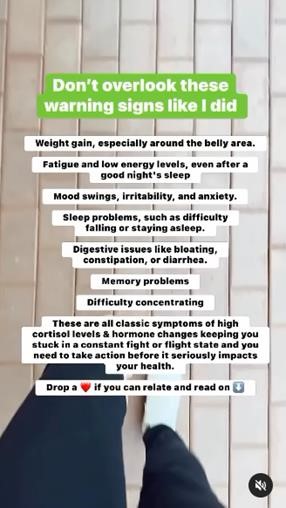 Don't overlook these
warning signs like I did
Weight gain, especially around the belly area.
Fatigue and low energy levels, even after a
good night's sleep
Mood swings, irritability, and anxiety.
Sleep problems, such as difficulty
falling or staying asleep.
Digestive issues like bloating,
constipation, or diarrhea.
Memory problems
Difficulty concentrating
These are all classic symptoms of high
cortisol levels & hormone changes keeping you
stuck in a constant fight or flight state and you
need to take action before it seriously impacts
your health.
Drop a ❤️ if you can relate and read on ⬇️